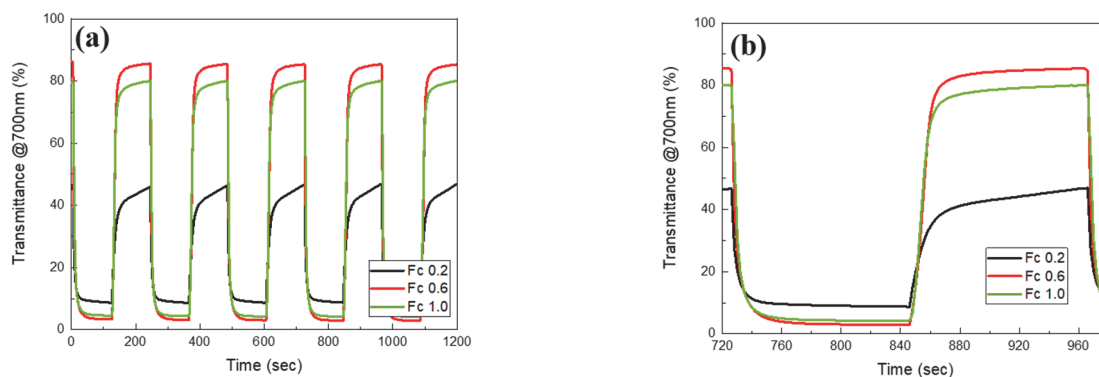 (a)
Transmittance @700nm (%)
100
80
60
40
20
0
0 200 400 600 800 1000 1200
Time (sec)
Fc 0.2
Fc 0.6
Fc 1.0
(b)
Transmittance @700nm (%)
100
80
60
40
20
0
720 760 800 840 880 920 960
Time (sec)
Fc 0.2
Fc 0.6
Fc 1.0